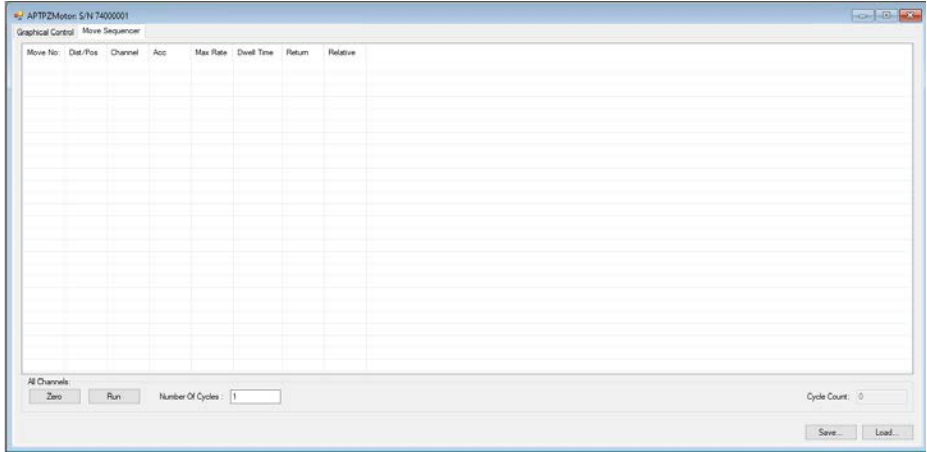 APTPZMotor: S/N 74000001
Graphical Control Move Sequencer
Move No: Dist/Pos Channel Acc Max Rate Dwell Time Return Relative
All Channels:
Zero Run Number Of Cycles : 1 Cycle Count: 0
Save... Load...